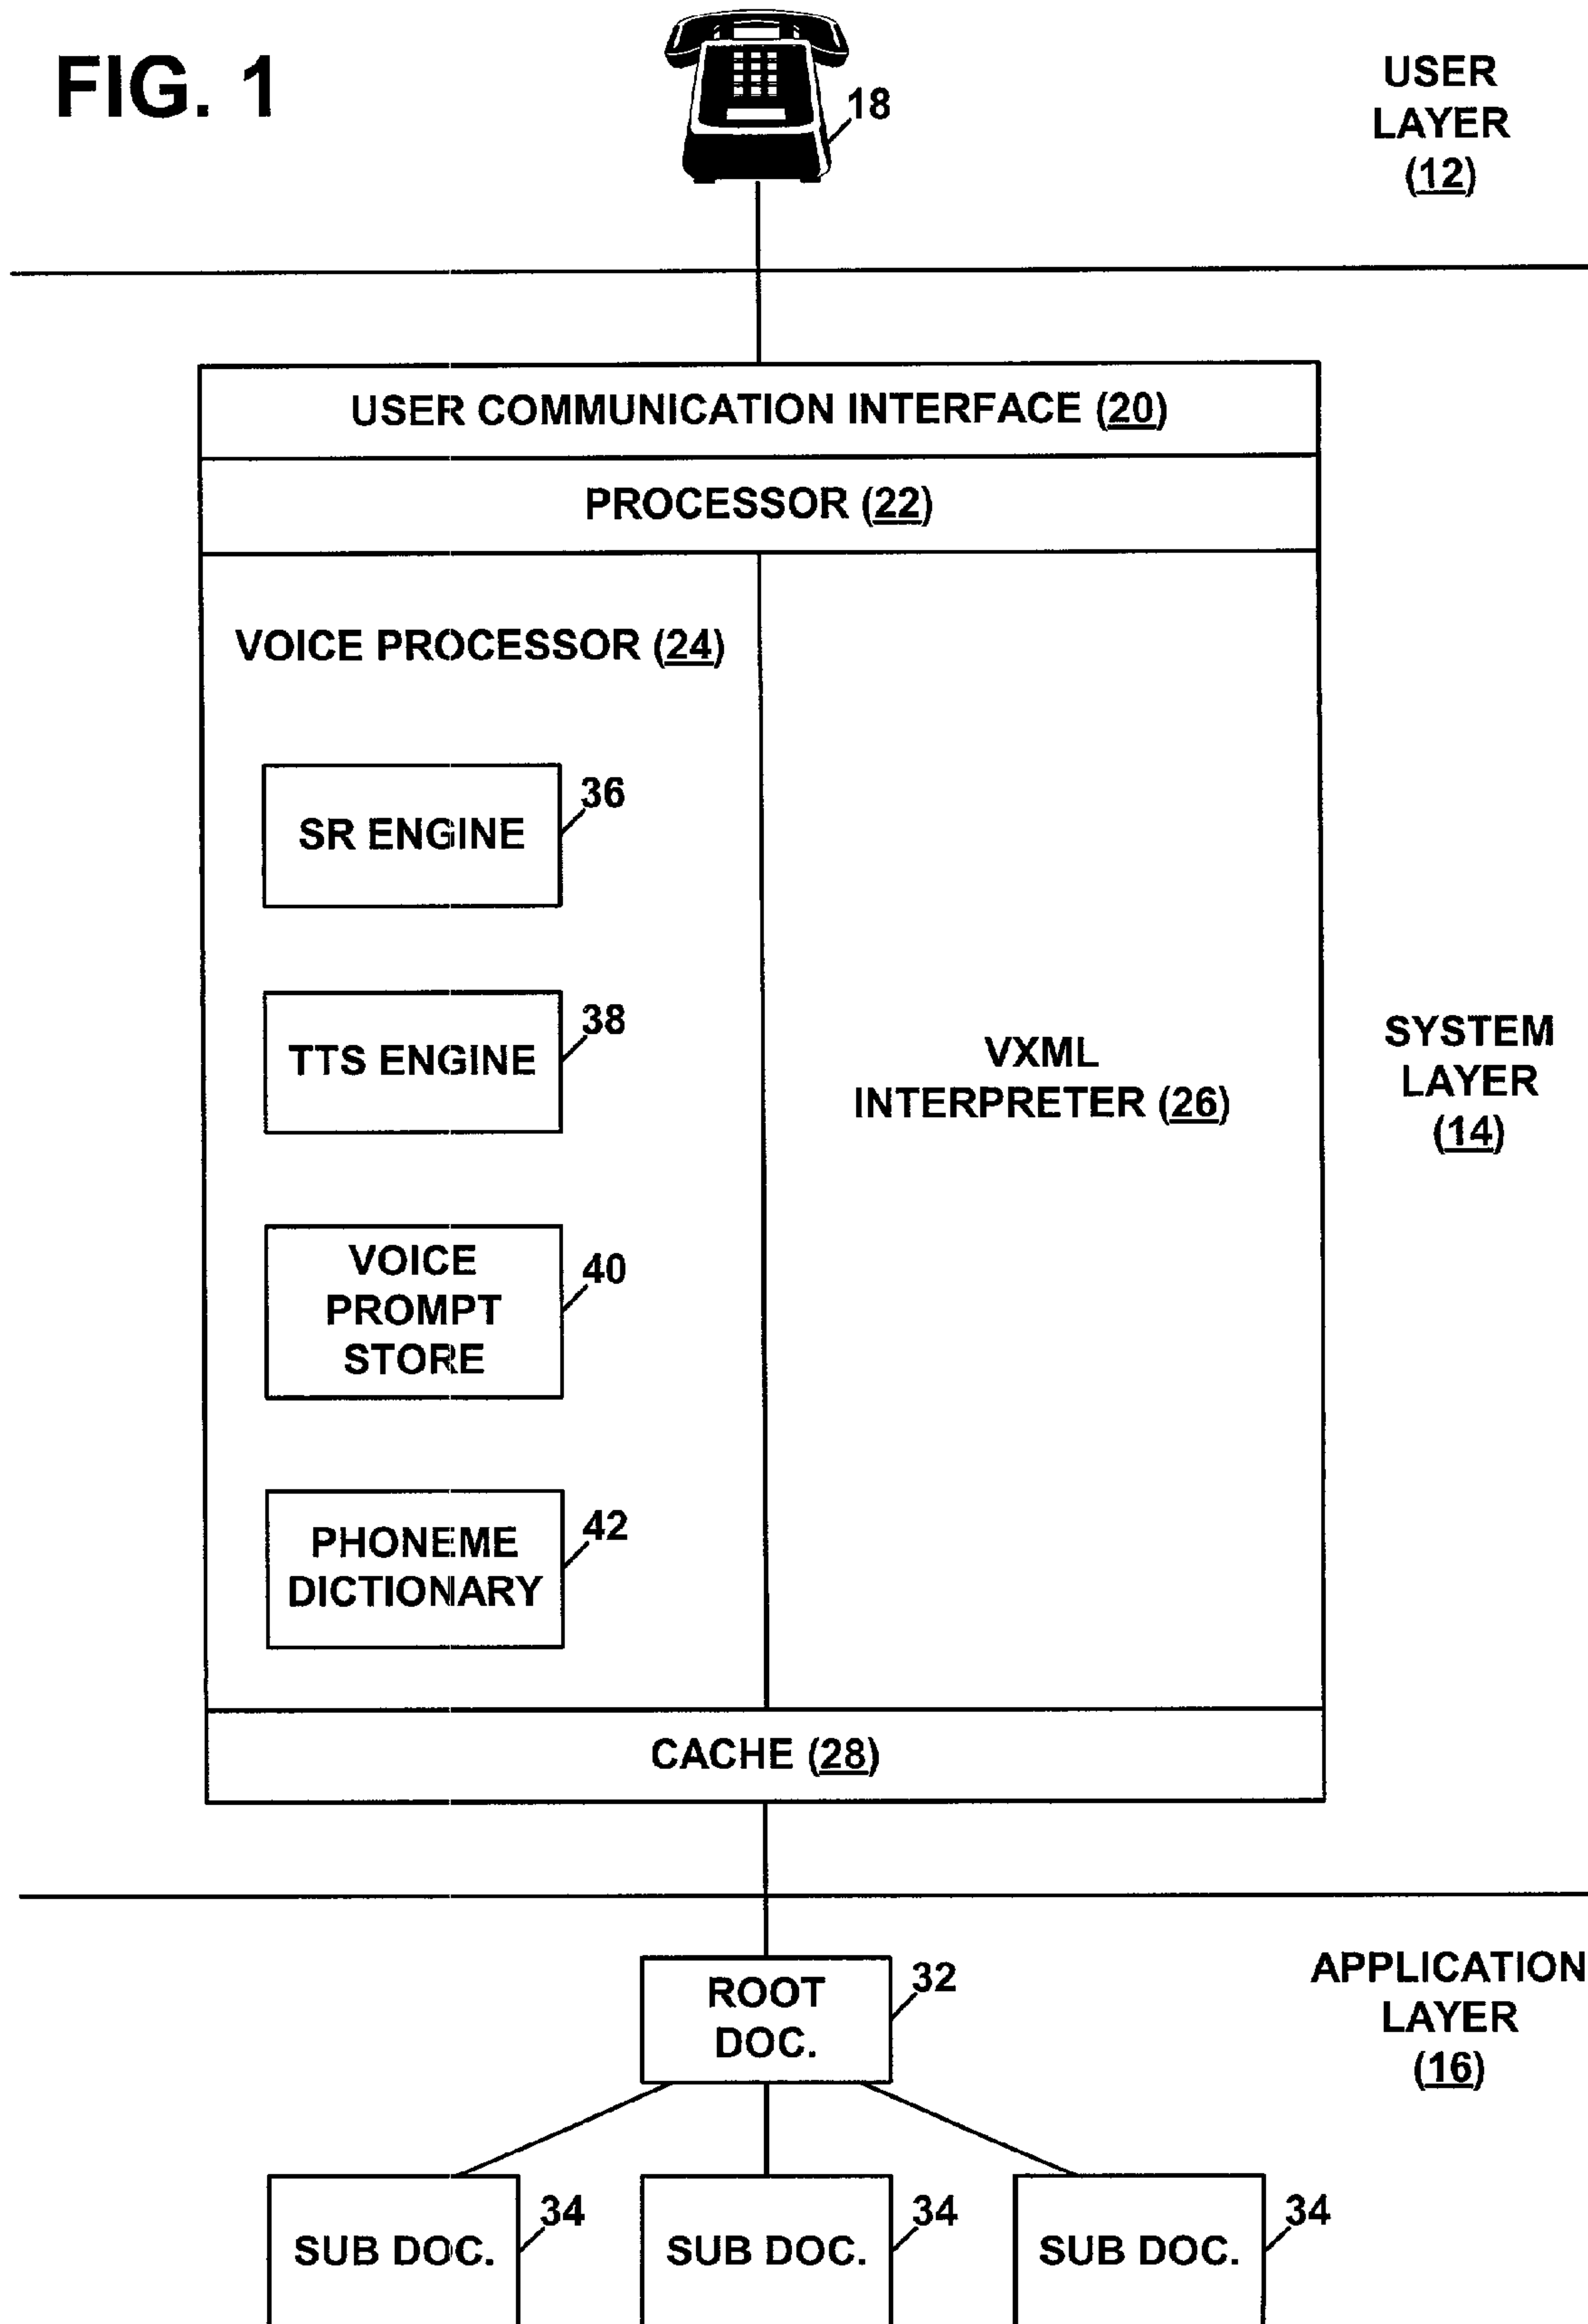 FIG. 1
18
USER
LAYER
(12)
USER COMMUNICATION INTERFACE (20)
PROCESSOR (22)
VOICE PROCESSOR (24)
SR ENGINE
36
TTS ENGINE
38
VOICE
PROMPT
STORE
40
PHONEME
DICTIONARY
42
VXML
INTERPRETER (26)
SYSTEM
LAYER
(14)
CACHE (28)
ROOT
DOC.
32
APPLICATION
LAYER
(16)
SUB DOC.
34
SUB DOC.
34
SUB DOC.
34